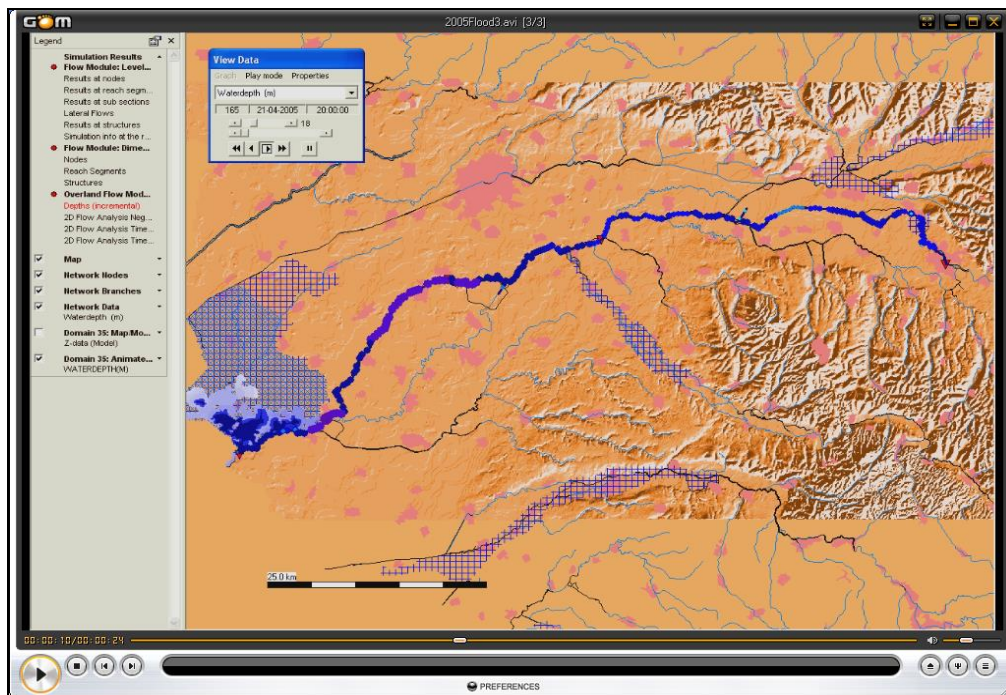 GOM
2005Flood3.avi [3/3]
Legend
Simulation Results
Flow Module: Level...
Results at nodes
Results at reach segm...
Results at sub sections
Lateral Flows
Results at structures
Simulation info at the r...
Flow Module: Dime...
Nodes
Reach Segments
Structures
Overland Flow Mod...
Depths (incremental)
2D Flow Analysis Neg...
2D Flow Analysis Time...
2D Flow Analysis Time...
Map
Network Nodes
Network Branches
Network Data
Waterdepth (m)
Domain 35: Map/Mo...
Z-data (Model)
Domain 35: Animate...
WATERDEPTH(M)
View Data
Graph Play mode Properties
Waterdepth (m)
165 21-04-2005 20:00:00
18
25.0 km
00:00:10/00:00:24
PREFERENCES